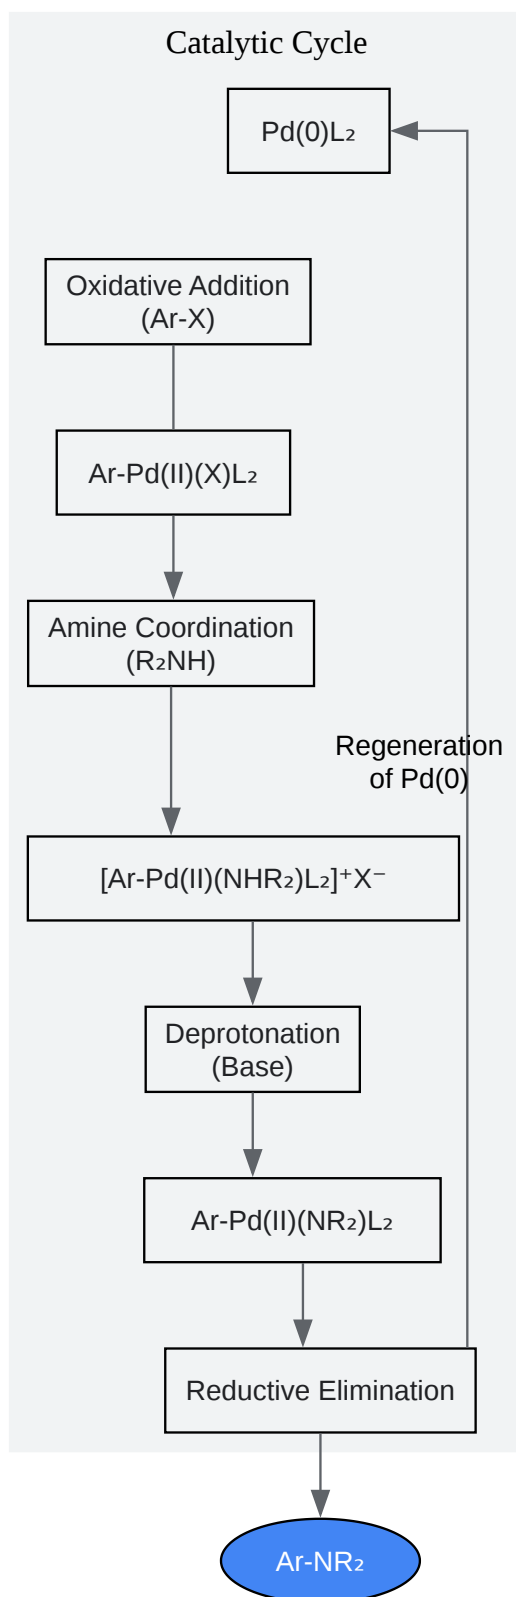 Catalytic Cycle
Pd(0)L₂
Oxidative Addition
(Ar-X)
Ar-Pd(II)(X)L₂
Amine Coordination
(R₂NH)
Regeneration
of Pd(0)
[Ar-Pd(II)(NHR₂)L₂]⁺X⁻
Deprotonation
(Base)
Ar-Pd(II)(NR₂)L₂
Reductive Elimination
Ar-NR₂